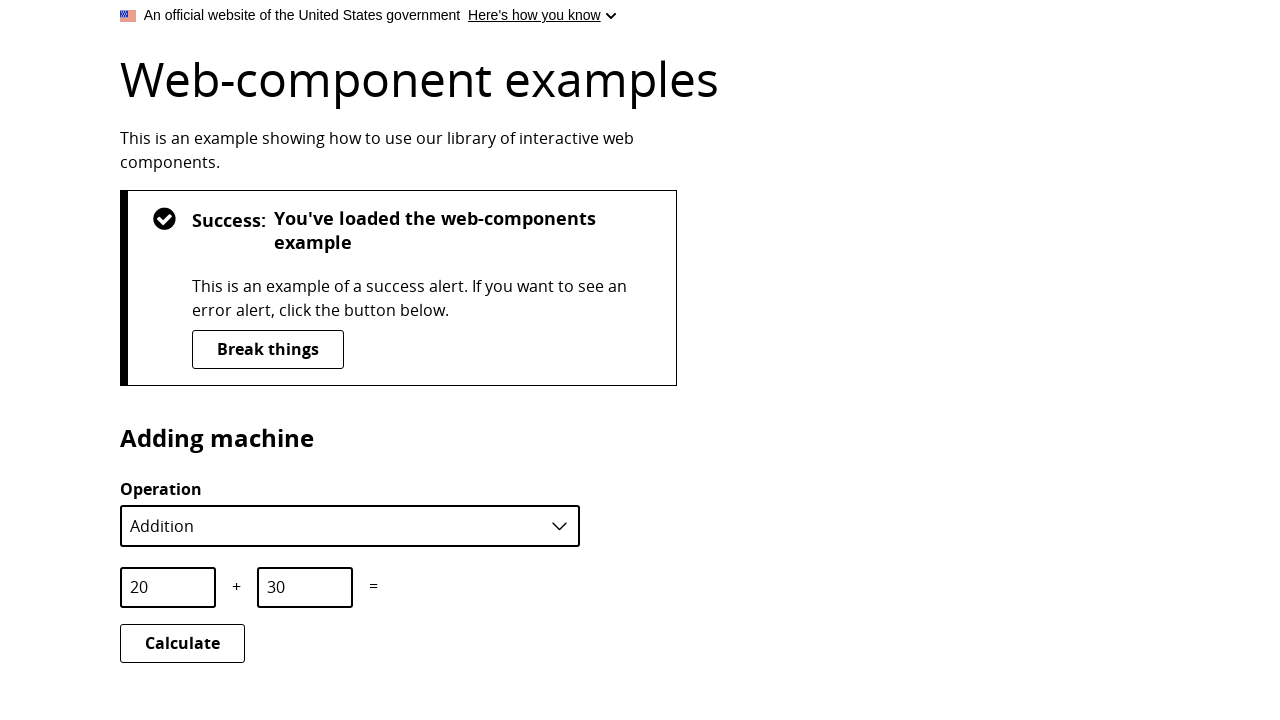 An official website of the United States government Here's how you know
Web-component examples
This is an example showing how to use our library of interactive web
components.
Success: You've loaded the web-components
example
This is an example of a success alert. If you want to see an
error alert, click the button below.
Break things
Adding machine
Operation
Addition
20 + 30 =
Calculate